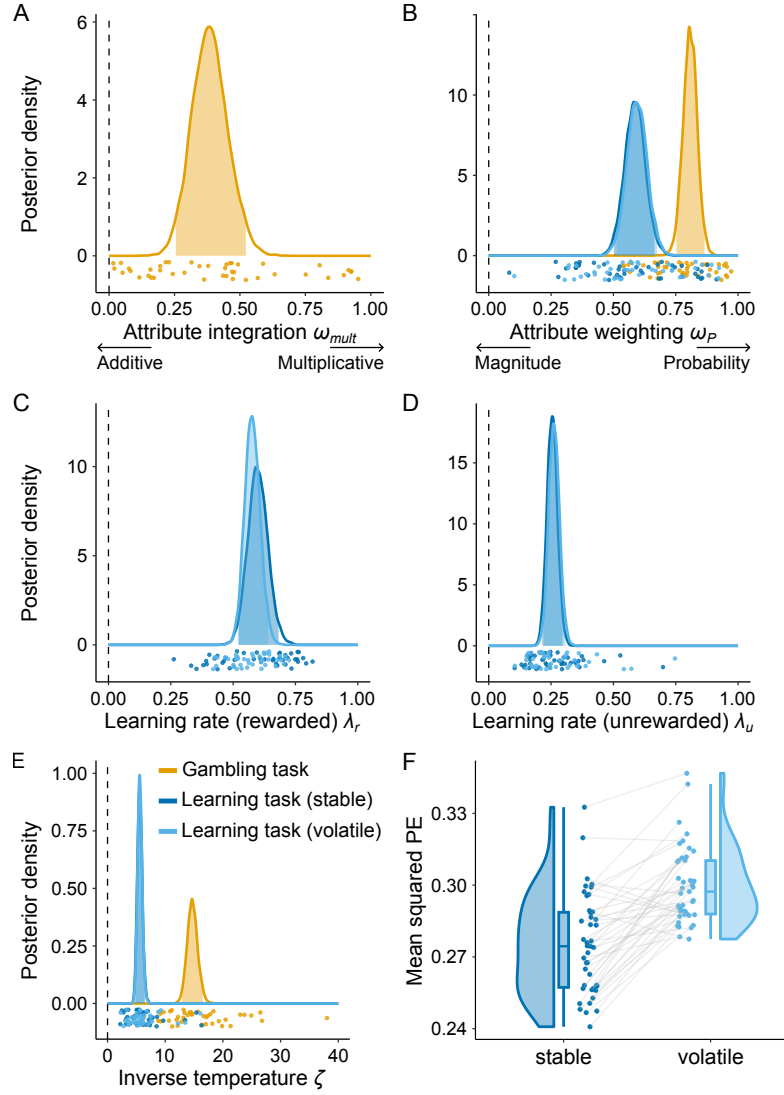 A
Posterior density
6
4
2
0
0.00 0.25 0.50 0.75 1.00
Attribute integration ω_mult
Additive Multiplicative
B
10
5
0
0.00 0.25 0.50 0.75 1.00
Attribute weighting ω_P
Magnitude Probability
C
Posterior density
10
5
0
0.00 0.25 0.50 0.75 1.00
Learning rate (rewarded) λ_r
D
15
10
5
0
0.00 0.25 0.50 0.75 1.00
Learning rate (unrewarded) λ_u
E
Posterior density
1.00
0.75
0.50
0.25
0.00
0 10 20 30 40
Inverse temperature ζ
Gambling task
Learning task (stable)
Learning task (volatile)
F
Mean squared PE
0.33
0.30
0.27
0.24
stable volatile